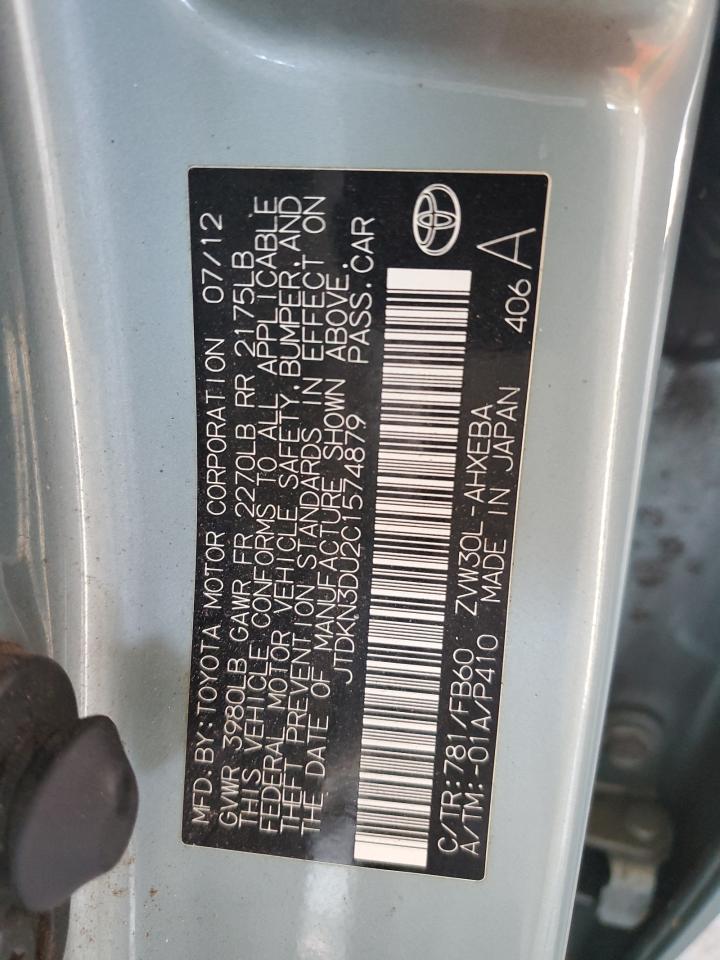 MFD. BY: TOYOTA MOTOR CORPORATION 07/12
GVWR 3980LB GAWR FR 2270LB RR 2175LB
THIS VEHICLE CONFORMS TO ALL APPLICABLE
FEDERAL MOTOR VEHICLE SAFETY, BUMPER, AND
THEFT PREVENTION STANDARDS IN EFFECT ON
THE DATE OF MANUFACTURE SHOWN ABOVE.
JTDKN3DU2C1574879 PASS. CAR
C/TR: 781/FB60 ZVW30L-AHXEBA
A/TM: -01A/P410 MADE IN JAPAN 406 A